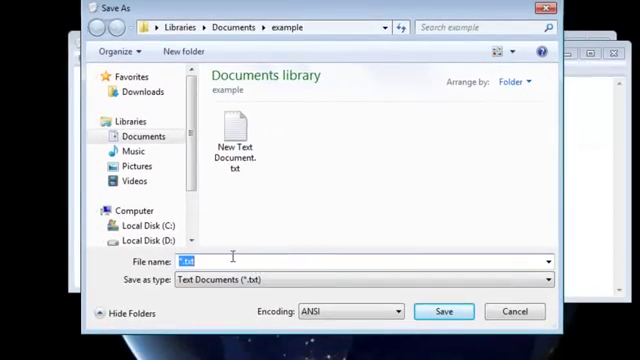 Save As
Libraries Documents example
Search example
Organize New folder
Favorites
Downloads
Libraries
Documents
Music
Pictures
Videos
Computer
Local Disk (C:)
Local Disk (D:)
Documents library
example
Arrange by: Folder
New Text
Document.
txt
File name: *.txt
Save as type: Text Documents (*.txt)
Hide Folders
Encoding: ANSI
Save
Cancel